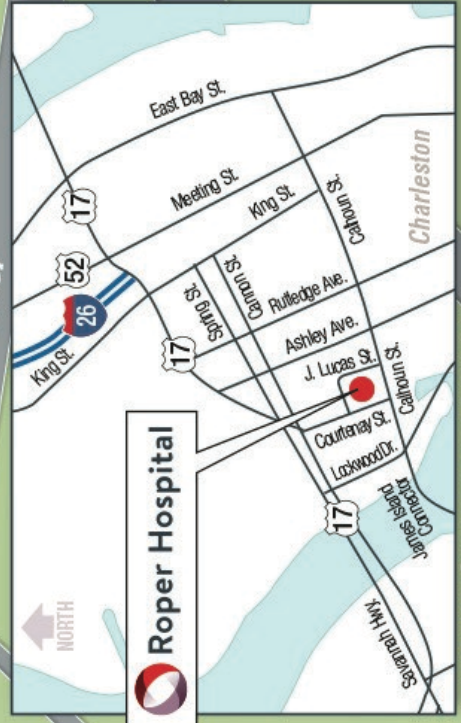 East Bay St.
17
Meeting St.
King St.
52
26
King St.
Calhoun St.
Charleston
Spring St.
Cannon St.
Rutledge Ave.
17
Ashley Ave.
J. Lucas St.
Calhoun St.
Courtenay St.
Lockwood Dr.
Roper Hospital
17
James Island
Connector
NORTH
Savannah Hwy.